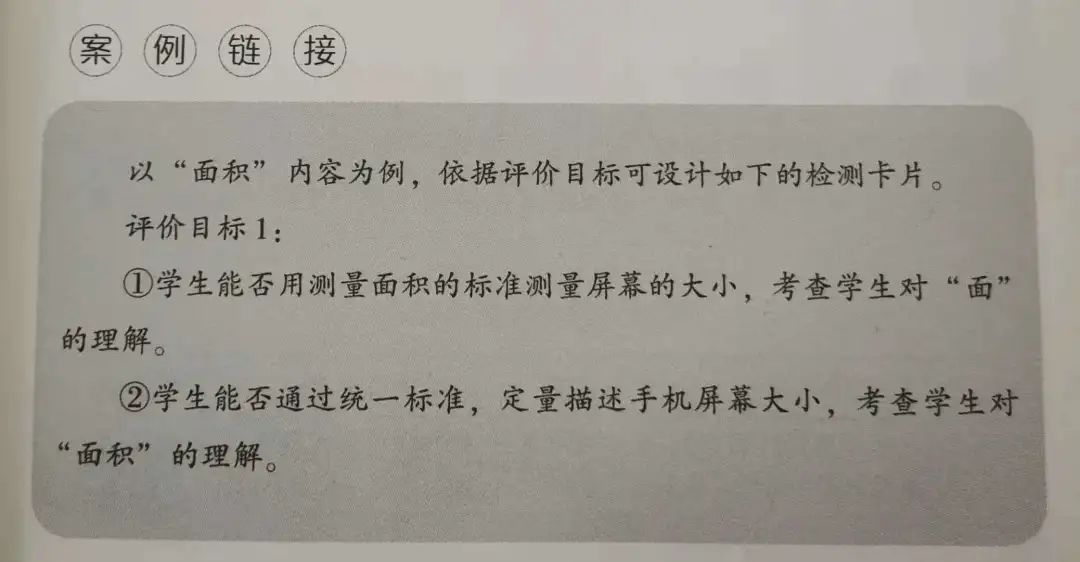 案例链接
以“面积”内容为例，依据评价目标可设计如下的检测卡片。
评价目标1：
①学生能否用测量面积的标准测量屏幕的大小，考查学生对“面”
的理解。
②学生能否通过统一标准，定量描述手机屏幕大小，考查学生对
“面积”的理解。